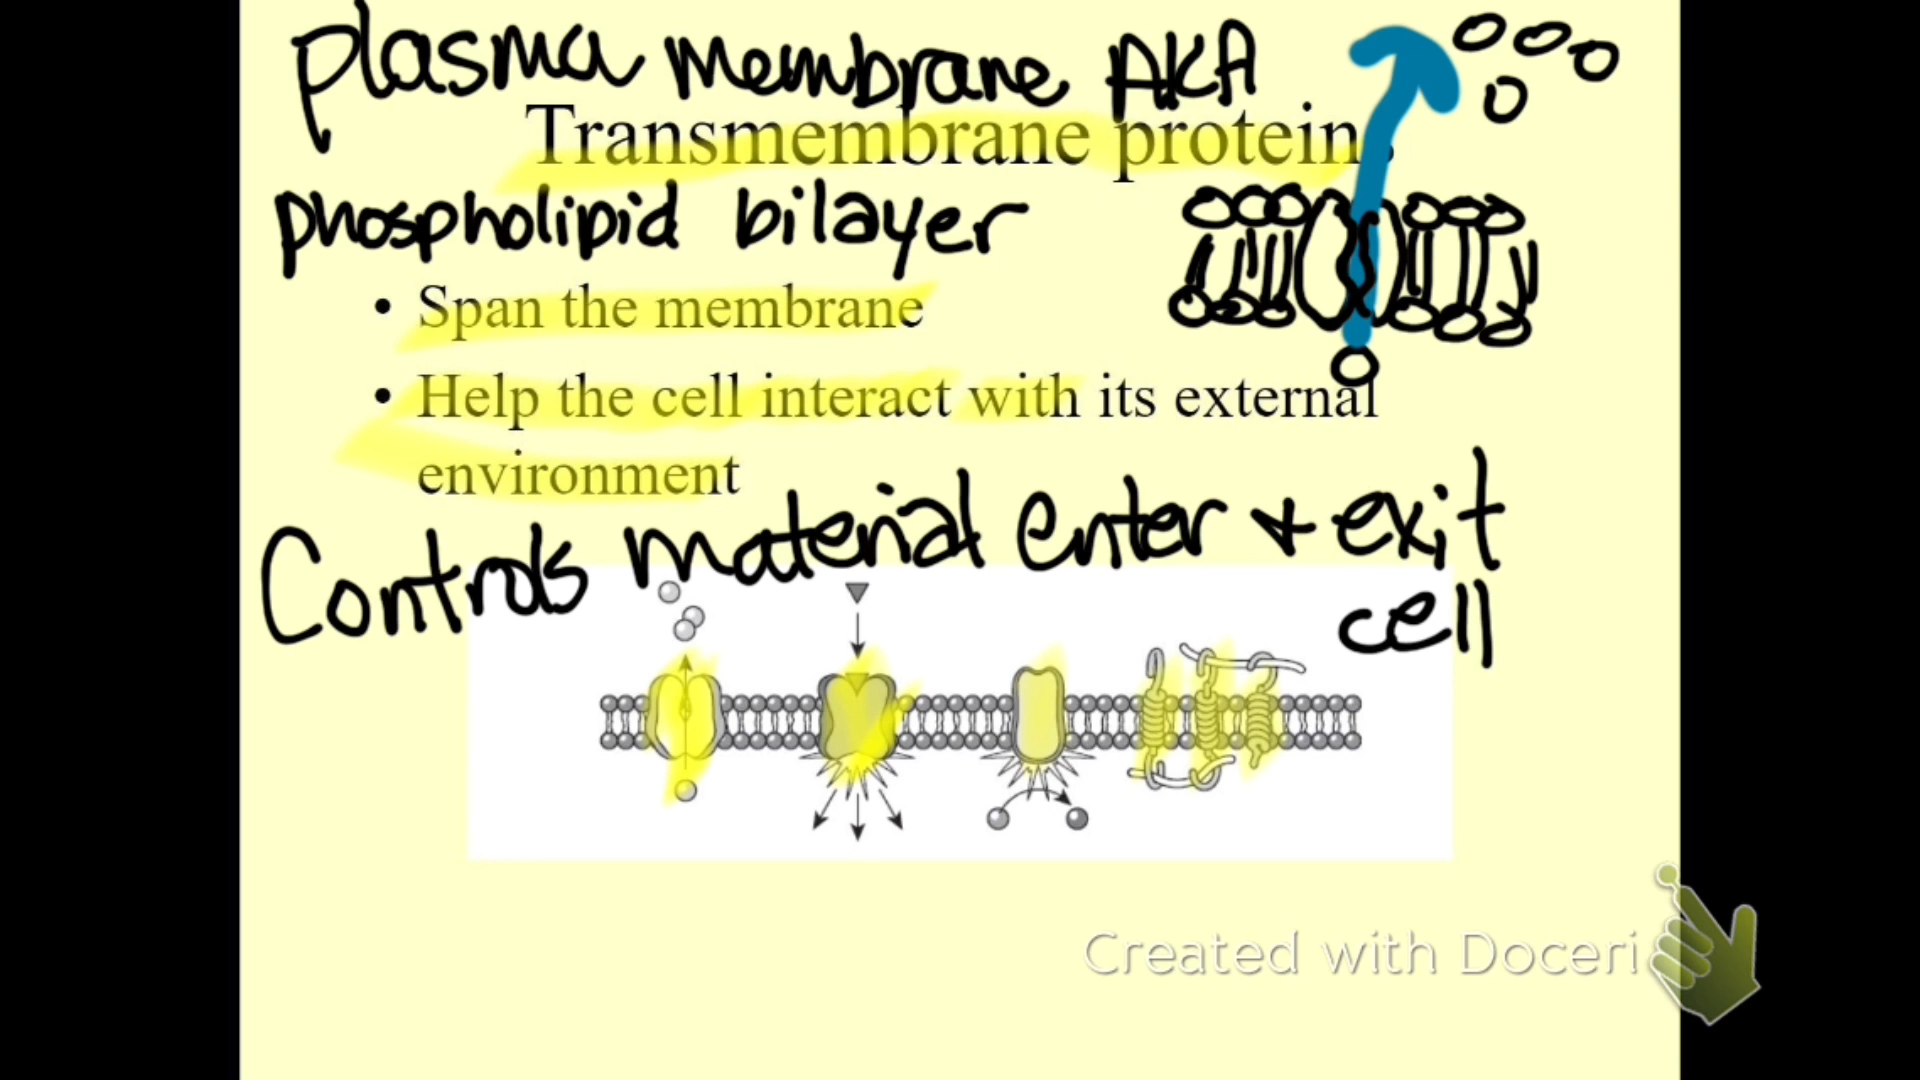 plasma membrane AKA
Transmembrane proteins
phospholipid bilayer
• Span the membrane
• Help the cell interact with its external
environment
Controls material enter + exit
cell
Created with Doceri